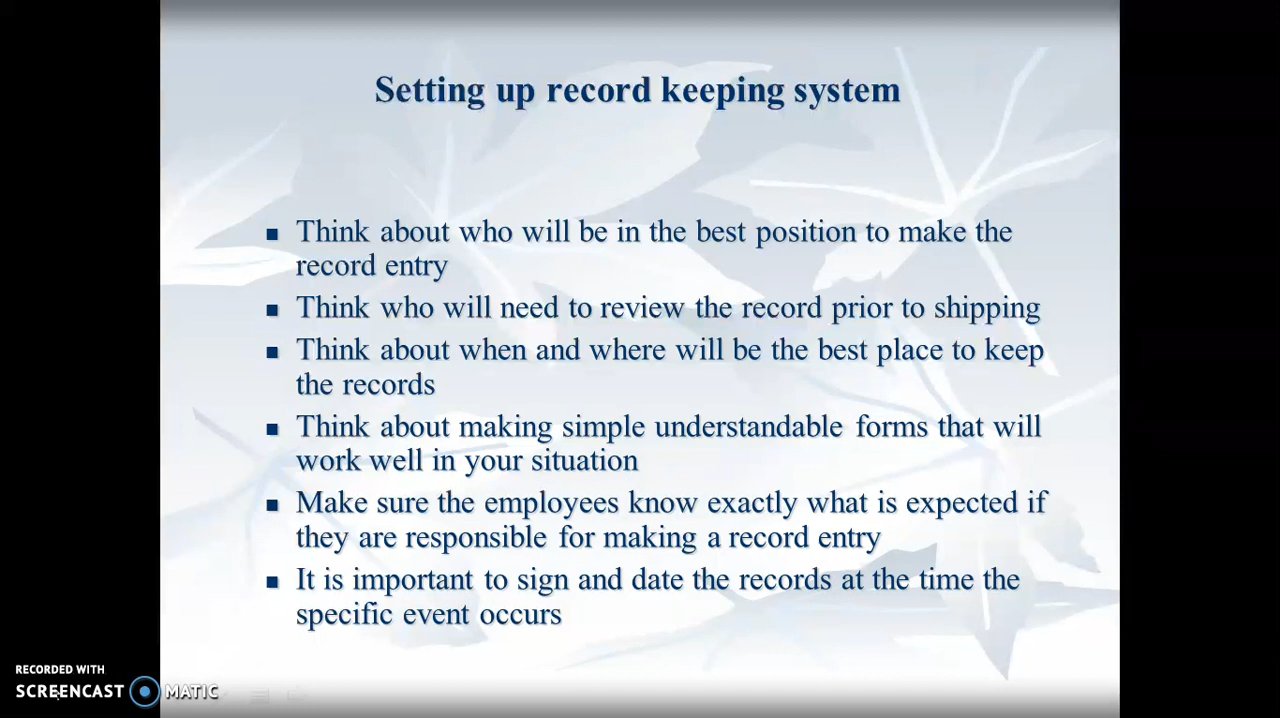 Setting up record keeping system
Think about who will be in the best position to make the
record entry
Think who will need to review the record prior to shipping
Think about when and where will be the best place to keep
the records
Think about making simple understandable forms that will
work well in your situation
Make sure the employees know exactly what is expected if
they are responsible for making a record entry
It is important to sign and date the records at the time the
specific event occurs
RECORDED WITH
SCREENCAST MATIC